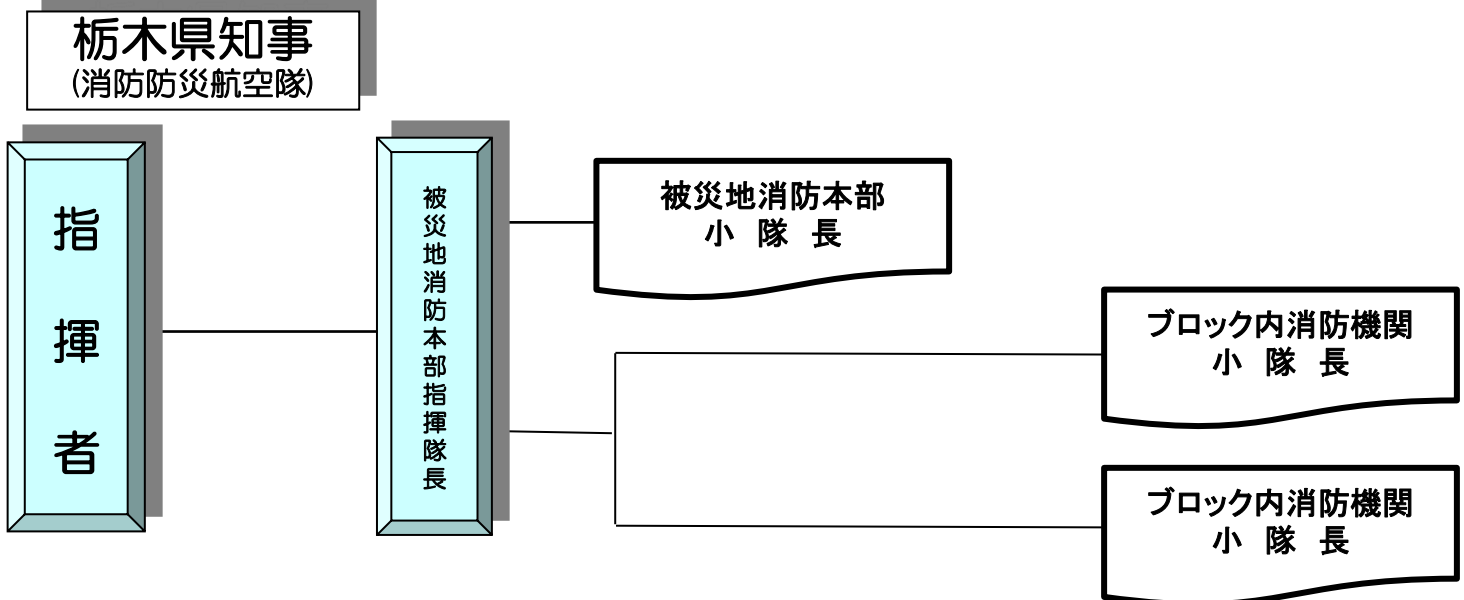 栃木県知事
(消防防災航空隊)
指揮者
被災地消防本部指揮隊長
被災地消防本部
小　隊　長
ブロック内消防機関
小　隊　長
ブロック内消防機関
小　隊　長